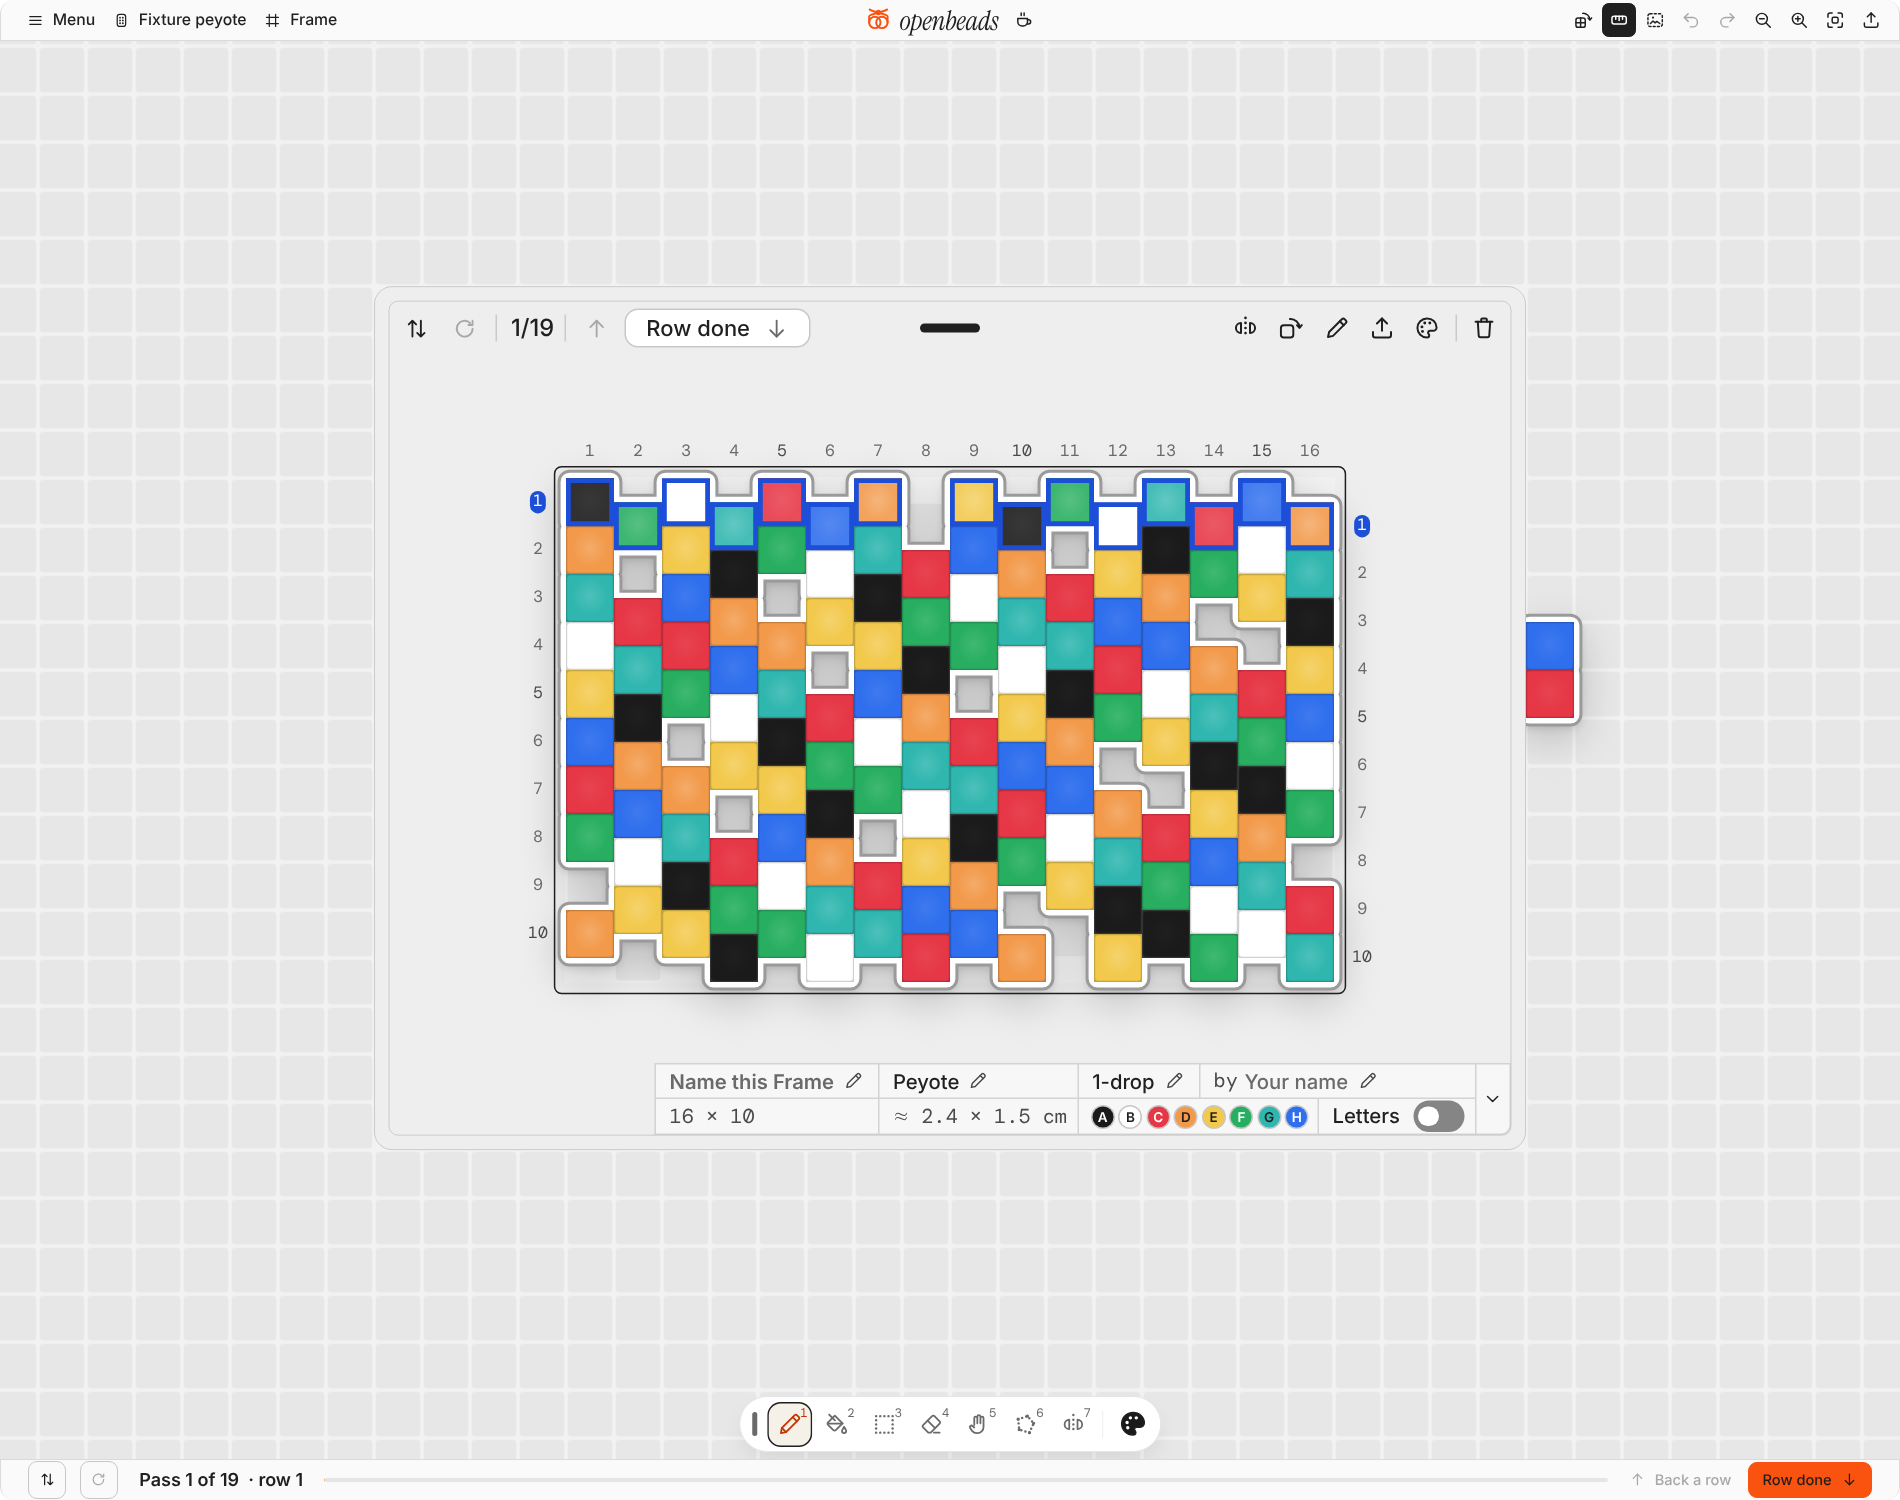 Menu Fixture peyote Frame openbeads
1/19 Row done
1 2 3 4 5 6 7 8 9 10 11 12 13 14 15 16
1 1
2 2
3 3
4 4
5 5
6 6
7 7
8 8
9 9
10 10
Name this Frame Peyote 1-drop by Your name
16 × 10 ≈ 2.4 × 1.5 cm A B C D E F G H Letters
1 2 3 4 5 6 7
Pass 1 of 19 · row 1 Back a row Row done